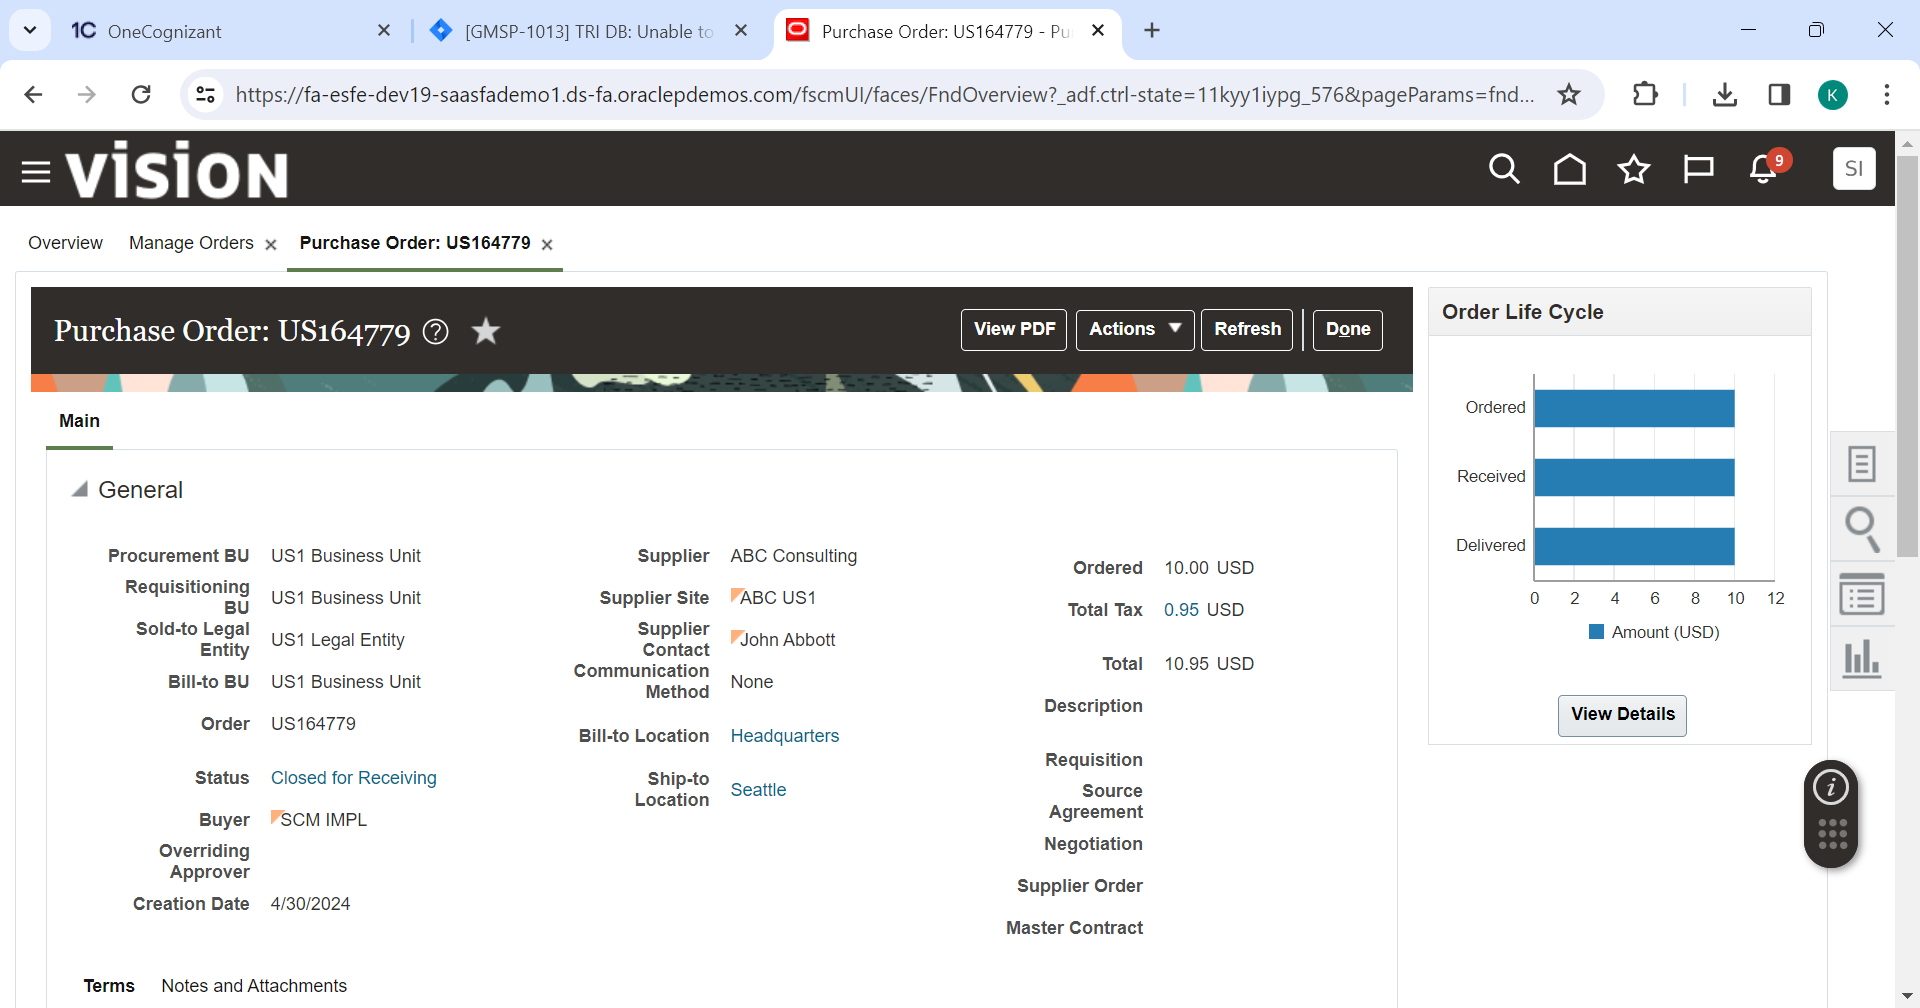 OneCognizant
[GMSP-1013] TRI DB: Unable to
Purchase Order: US164779 - Pu
https://fa-esfe-dev19-saasfademo1.ds-fa.oraclepdemos.com/fscmUI/faces/FndOverview?_adf.ctrl-state=11kyy1iypg_576&pageParams=fnd...
K
VISION
9
SI
Overview
Manage Orders
Purchase Order: US164779
Purchase Order: US164779
View PDF
Actions
Refresh
Done
Main
General
Procurement BU US1 Business Unit
Requisitioning
BU US1 Business Unit
Sold-to Legal
Entity US1 Legal Entity
Bill-to BU US1 Business Unit
Order US164779
Status Closed for Receiving
Buyer SCM IMPL
Overriding
Approver
Creation Date 4/30/2024
Supplier ABC Consulting
Supplier Site ABC US1
Supplier
Contact John Abbott
Communication
Method None
Bill-to Location Headquarters
Ship-to
Location Seattle
Ordered 10.00 USD
Total Tax 0.95 USD
Total 10.95 USD
Description
Requisition
Source
Agreement
Negotiation
Supplier Order
Master Contract
Terms Notes and Attachments
Order Life Cycle
Ordered
Received
Delivered
0 2 4 6 8 10 12
Amount (USD)
View Details